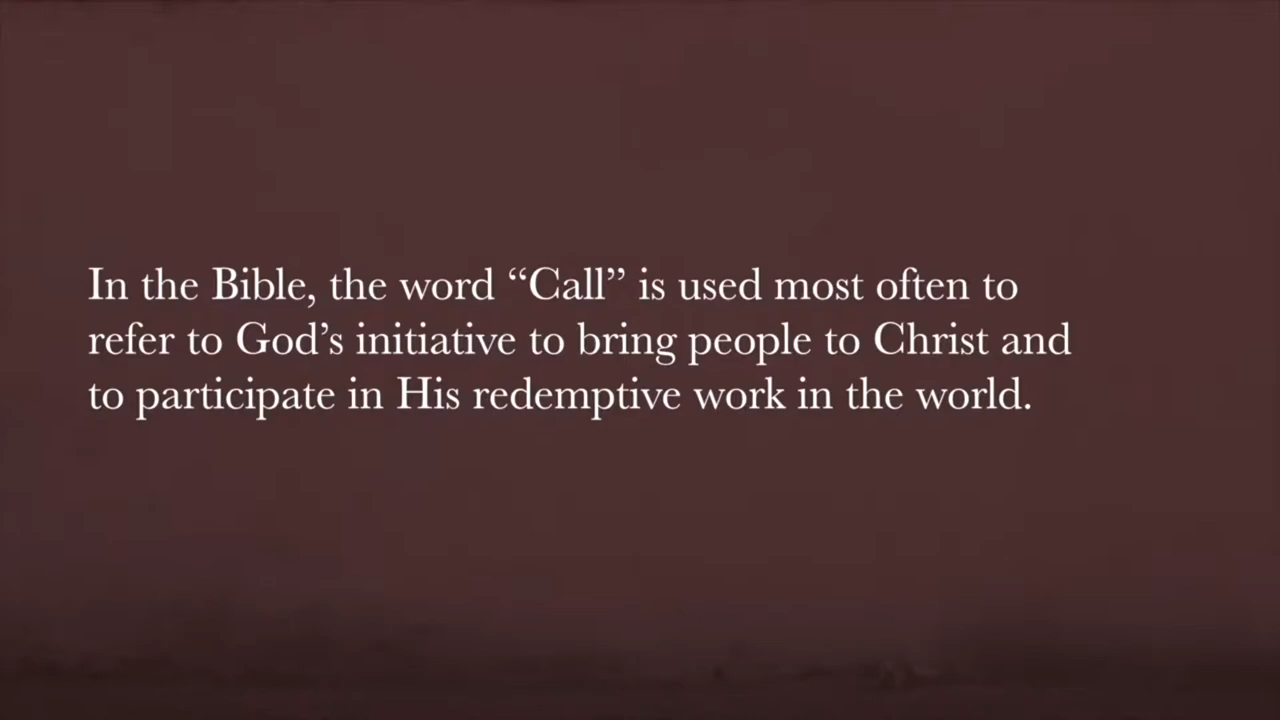 In the Bible, the word “Call” is used most often to
refer to God’s initiative to bring people to Christ and
to participate in His redemptive work in the world.